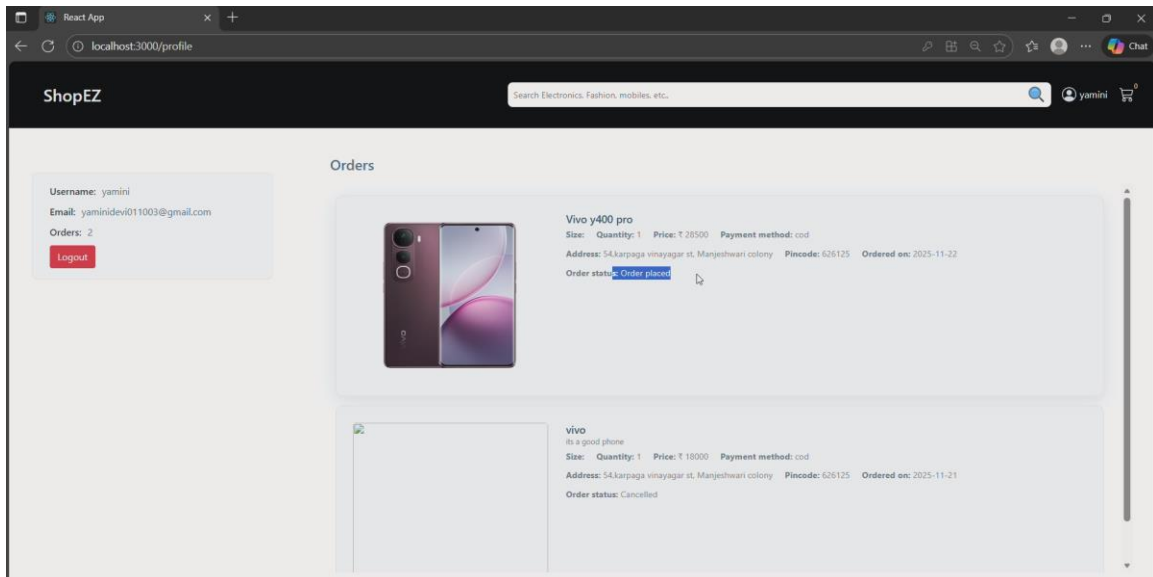 React App
localhost:3000/profile
Chat
ShopEZ
Search Electronics, Fashion, mobiles, etc.,
yamini
0
Orders
Username: yamini
Email: yaminidevi011003@gmail.com
Orders: 2
Logout
Vivo y400 pro
Size: Quantity: 1 Price: ₹ 28500 Payment method: cod
Address: 54,karpaga vinayagar st, Manjeshwari colony Pincode: 626125 Ordered on: 2025-11-22
Order status: Order placed
vivo
vivo
its a good phone
Size: Quantity: 1 Price: ₹ 18000 Payment method: cod
Address: 54,karpaga vinayagar st, Manjeshwari colony Pincode: 626125 Ordered on: 2025-11-21
Order status: Cancelled